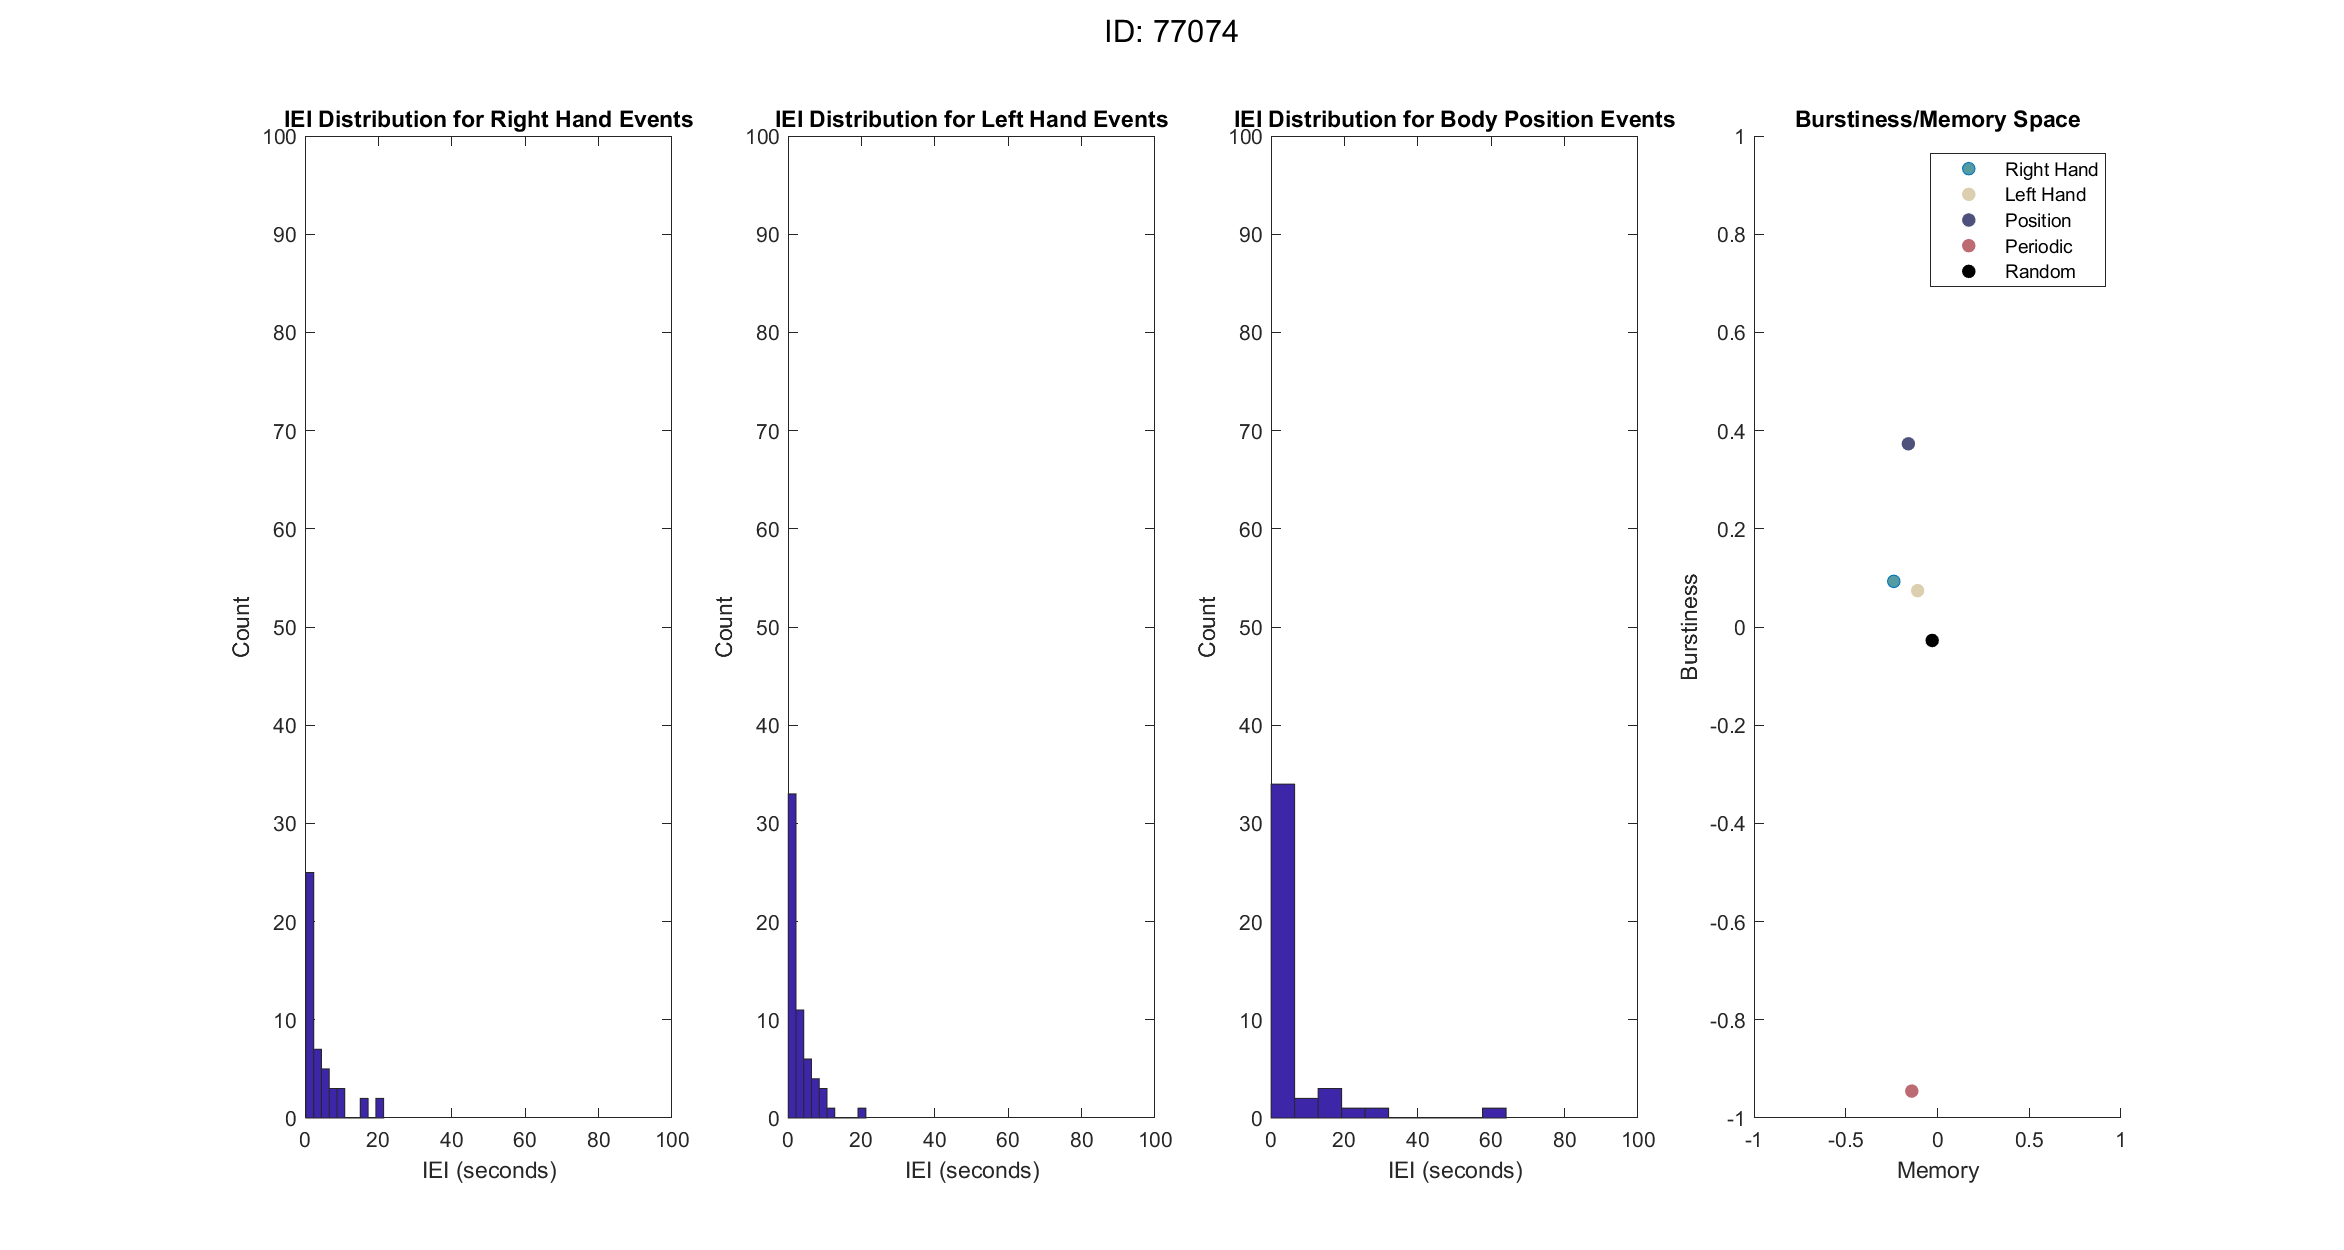 ID: 77074
IEI Distribution for Right Hand Events
100
90
80
70
60
50
40
30
20
10
0
Count
0 20 40 60 80 100
IEI (seconds)
IEI Distribution for Left Hand Events
100
90
80
70
60
50
40
30
20
10
0
Count
0 20 40 60 80 100
IEI (seconds)
IEI Distribution for Body Position Events
100
90
80
70
60
50
40
30
20
10
0
Count
0 20 40 60 80 100
IEI (seconds)
Burstiness/Memory Space
Right Hand
Left Hand
Position
Periodic
Random
1
0.8
0.6
0.4
0.2
0
-0.2
-0.4
-0.6
-0.8
-1
Burstiness
-1 -0.5 0 0.5 1
Memory